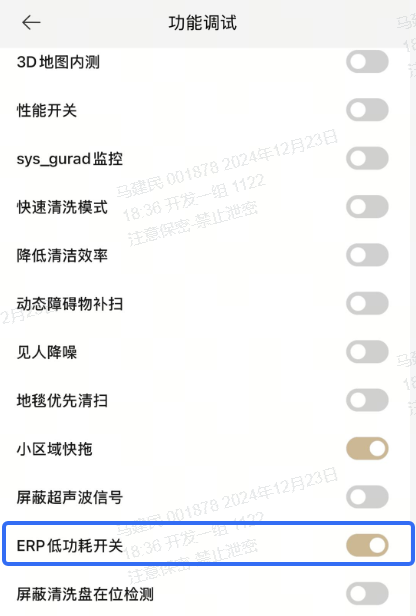 功能调试
3D地图内测
性能开关
sys_gurad监控
马建民 001878 2024年12月23日
快速清洗模式
18:36 开发一组 1122
注意保密-禁止泄密
降低清洁效率
动态障碍物补扫
见人降噪
地毯优先清扫
小区域快拖
屏蔽超声波信号
马建民 001878 2024年12月23日
18:36 开发一组 1122
ERP低功耗开关
注意保密-禁止泄密
屏蔽清洗盘在位检测